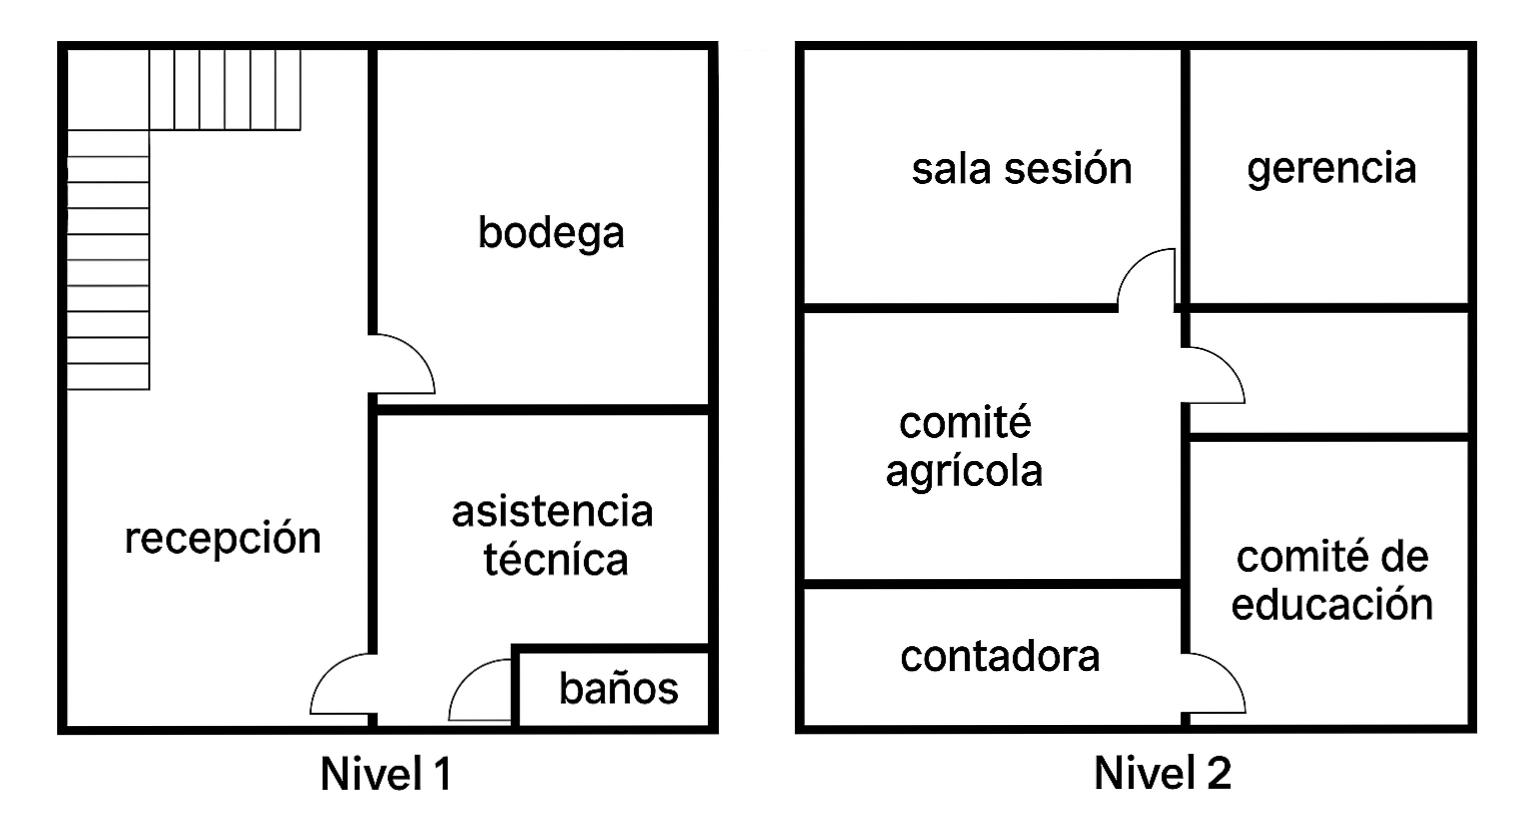 bodega
recepción
asistencia
técníca
baños
Nivel 1
sala sesión
gerencia
comité
agrícola
comité de
educación
contadora
Nivel 2